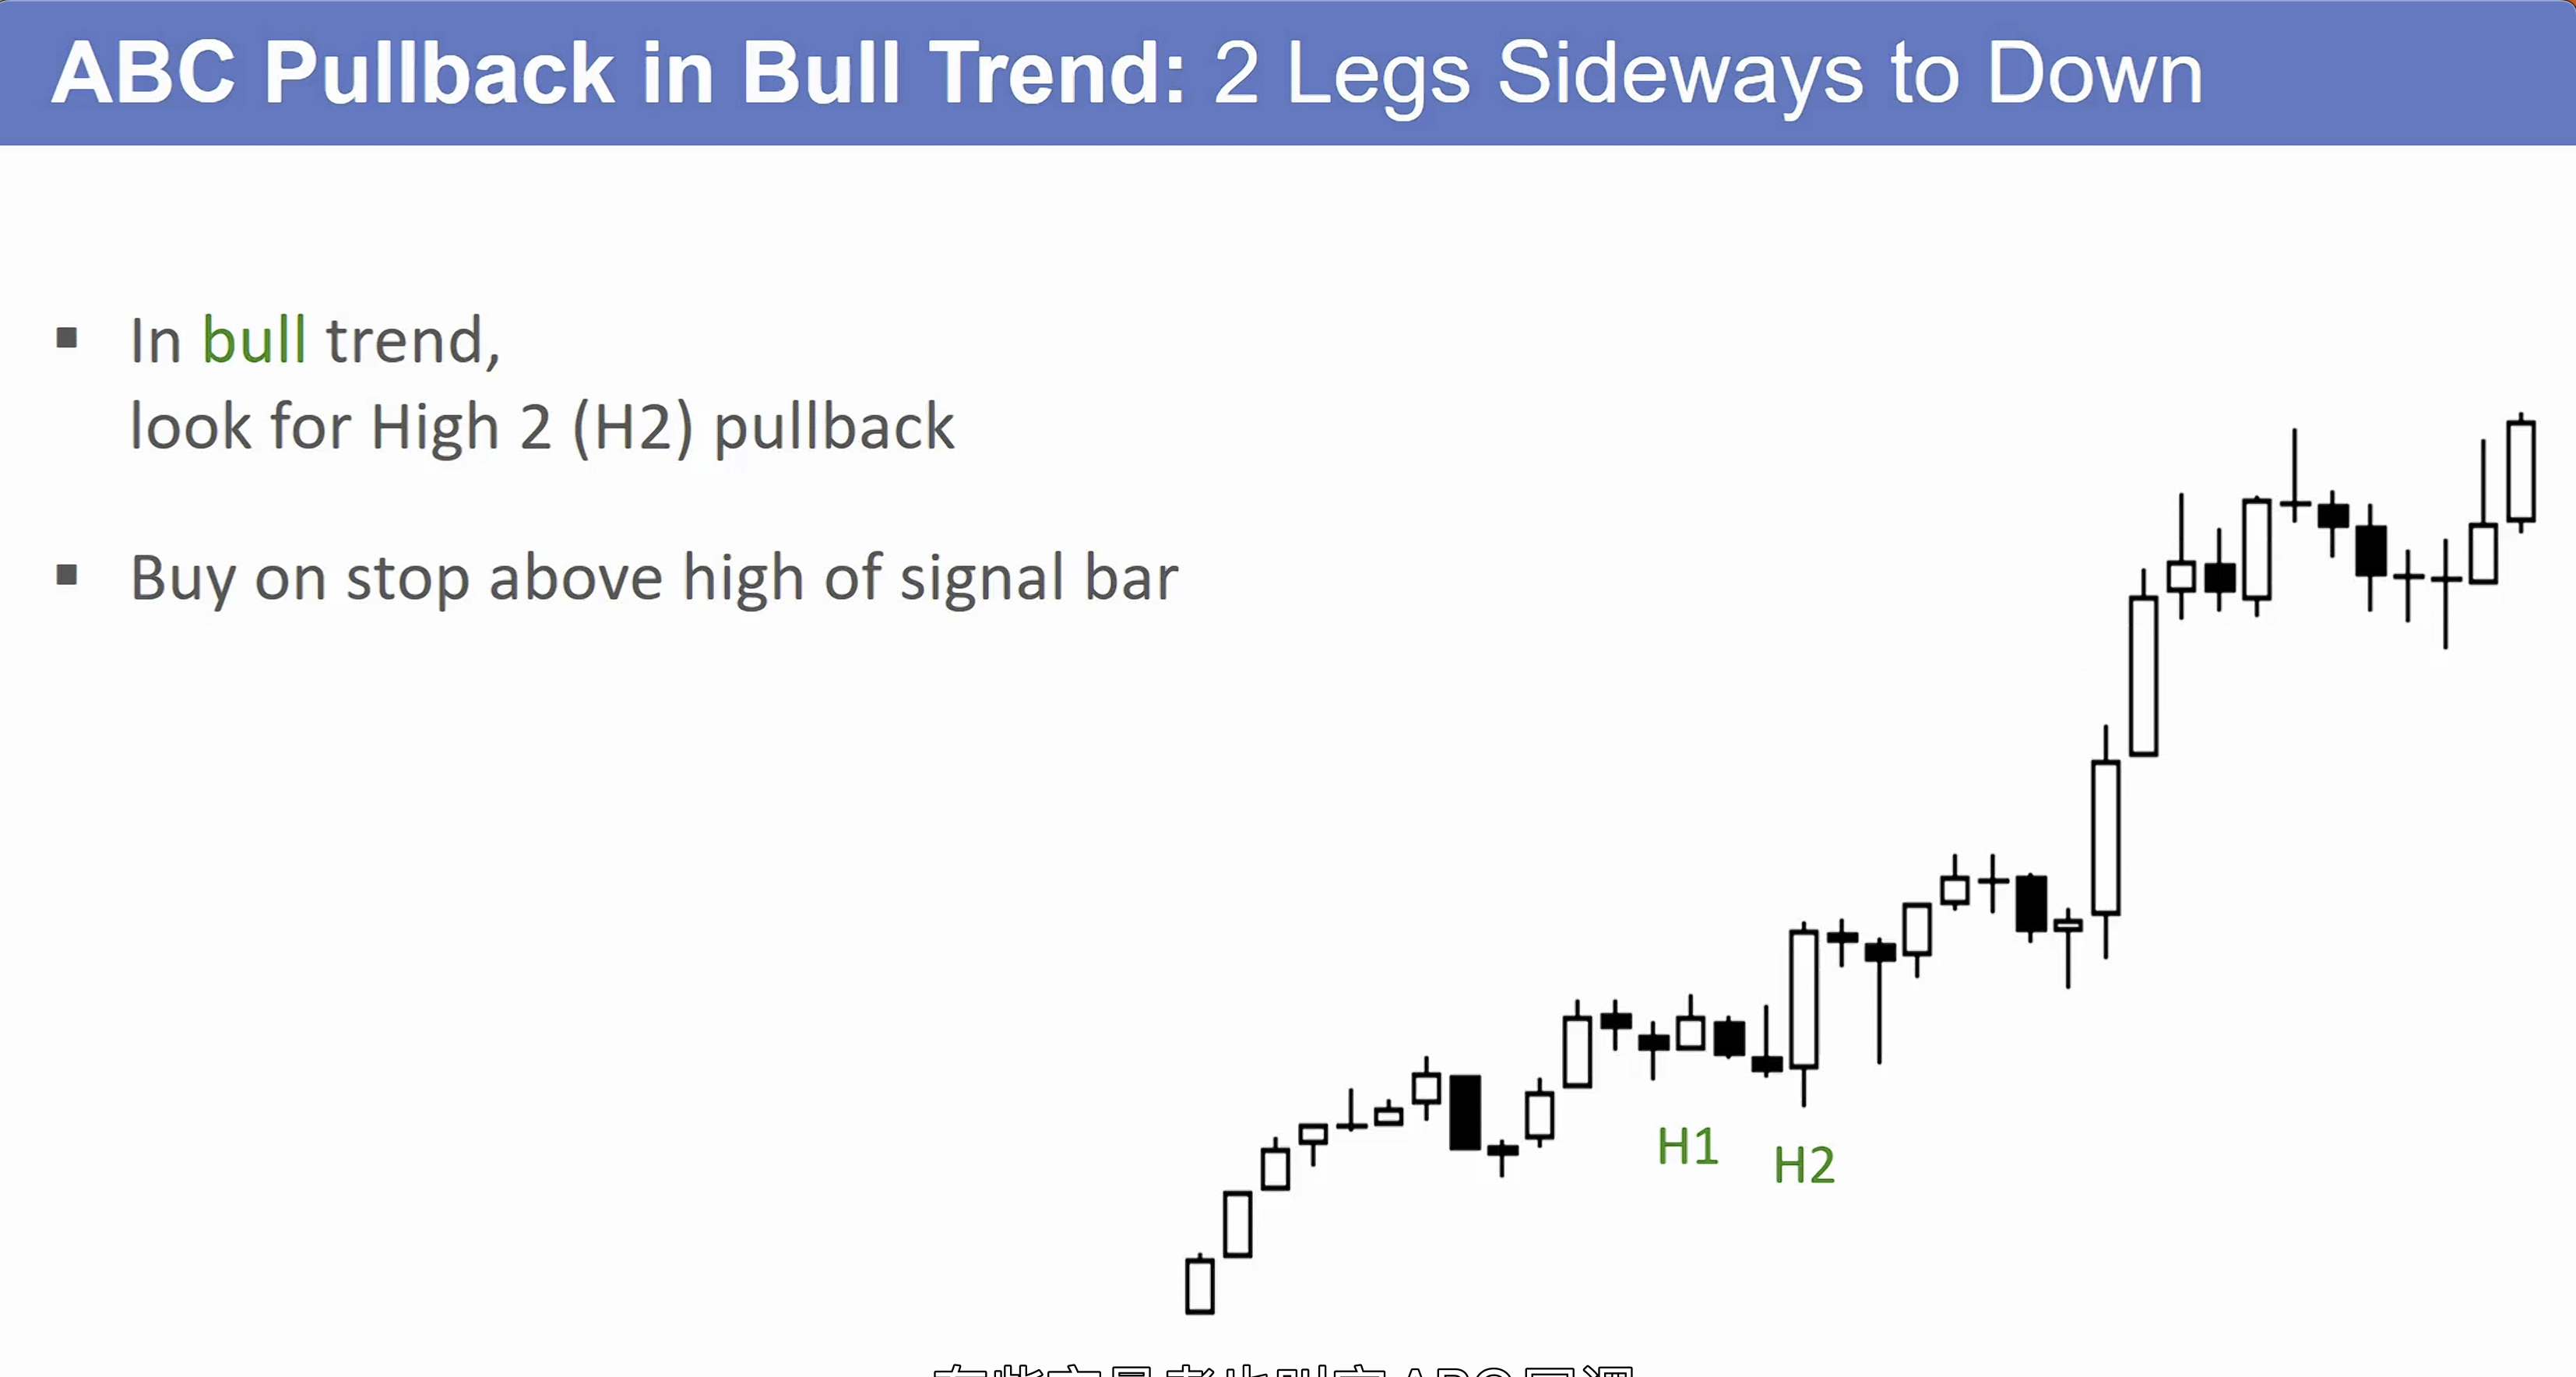 ABC Pullback in Bull Trend: 2 Legs Sideways to Down
▪ In bull trend,
look for High 2 (H2) pullback
▪ Buy on stop above high of signal bar
H1
H2